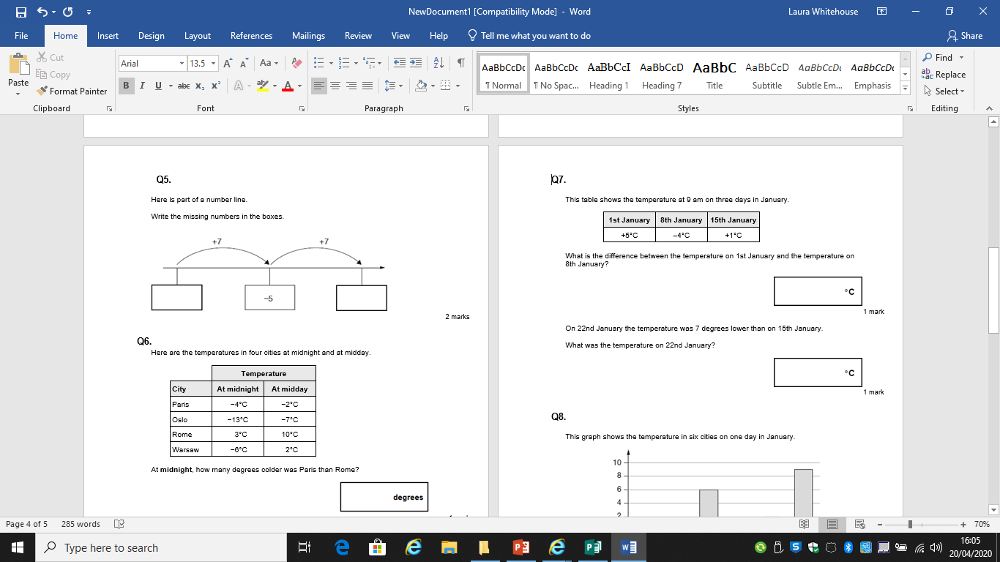 NewDocument1 [Compatibility Mode] - Word
Laura Whitehouse
File Home Insert Design Layout References Mailings Review View Help Tell me what you want to do Share
Paste
Cut
Copy
Format Painter
Clipboard
Arial 13.5 A A Aa
B I U abc x₂ x² A ab A
Font
Paragraph
AaBbCcDc AaBbCcDc AaBbCcI AaBbCcD AaBbC AaBbCcD AaBbCcDc AaBbCcDc
¶ Normal ¶ No Spac... Heading 1 Heading 7 Title Subtitle Subtle Em... Emphasis
Styles
Find
Replace
Select
Editing
Q5.
Here is part of a number line.
Write the missing numbers in the boxes.
+7 +7
−5
2 marks
Q6.
Here are the temperatures in four cities at midnight and at midday.
Temperature
City At midnight At midday
Paris −4°C −2°C
Oslo −13°C −7°C
Rome 3°C 10°C
Warsaw −6°C 2°C
At midnight, how many degrees colder was Paris than Rome?
degrees
Q7.
This table shows the temperature at 9 am on three days in January.
1st January 8th January 15th January
+5°C –4°C +1°C
What is the difference between the temperature on 1st January and the temperature on
8th January?
°C
1 mark
On 22nd January the temperature was 7 degrees lower than on 15th January.
What was the temperature on 22nd January?
°C
1 mark
Q8.
This graph shows the temperature in six cities on one day in January.
10
8
6
4
2
Page 4 of 5 285 words
70%
Type here to search
16:05
20/04/2020